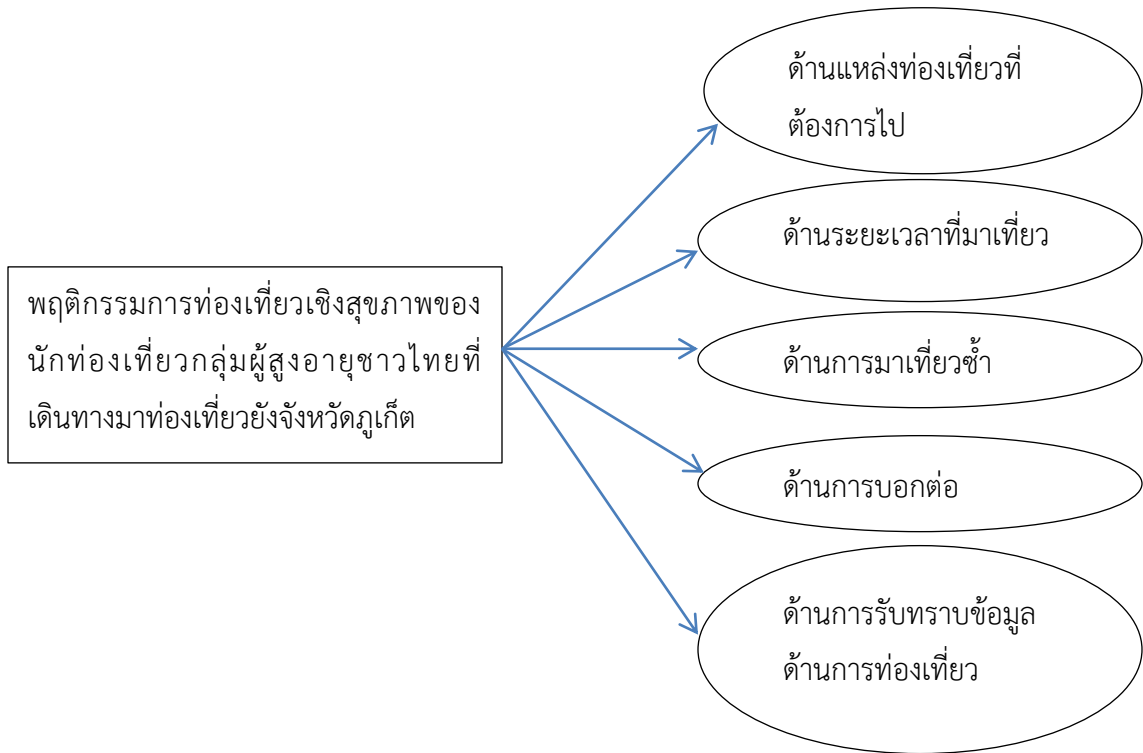 ด้านแหล่งท่องเที่ยวที่
ต้องการไป
ด้านระยะเวลาที่มาเที่ยว
พฤติกรรมการท่องเที่ยวเชิงสุขภาพของ
นักท่องเที่ยวกลุ่มผู้สูงอายุชาวไทยที่
เดินทางมาท่องเที่ยวยังจังหวัดภูเก็ต
ด้านการมาเที่ยวซ้ำ
ด้านการบอกต่อ
ด้านการรับทราบข้อมูล
ด้านการท่องเที่ยว